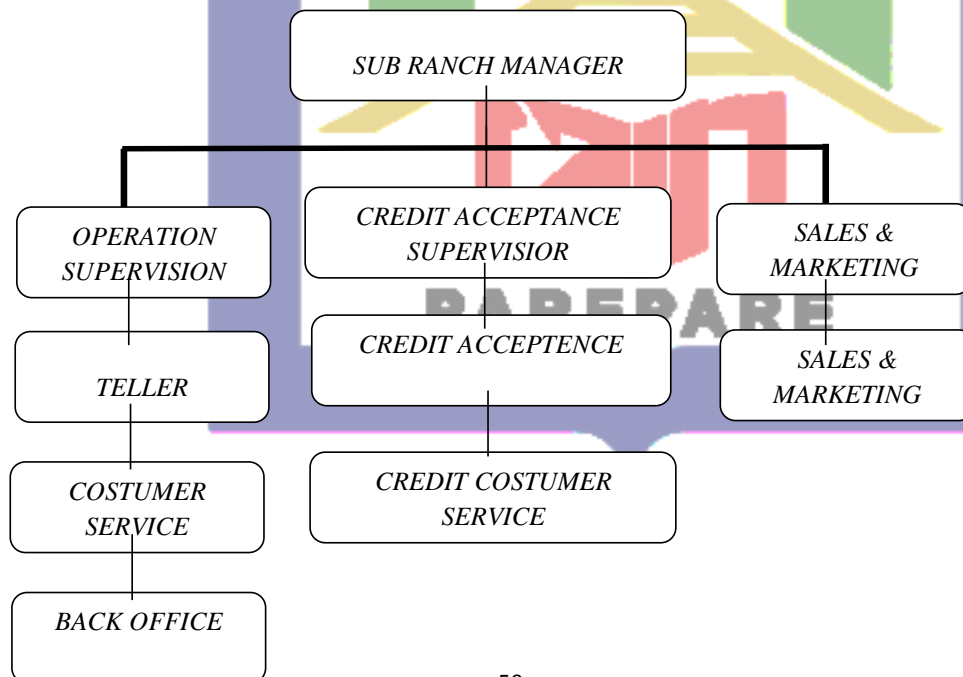 SUB RANCH MANAGER
OPERATION
SUPERVISION
CREDIT ACCEPTANCE
SUPERVISIOR
SALES &
MARKETING
PAREPARE
TELLER
CREDIT ACCEPTENCE
SALES &
MARKETING
COSTUMER
SERVICE
CREDIT COSTUMER
SERVICE
BACK OFFICE